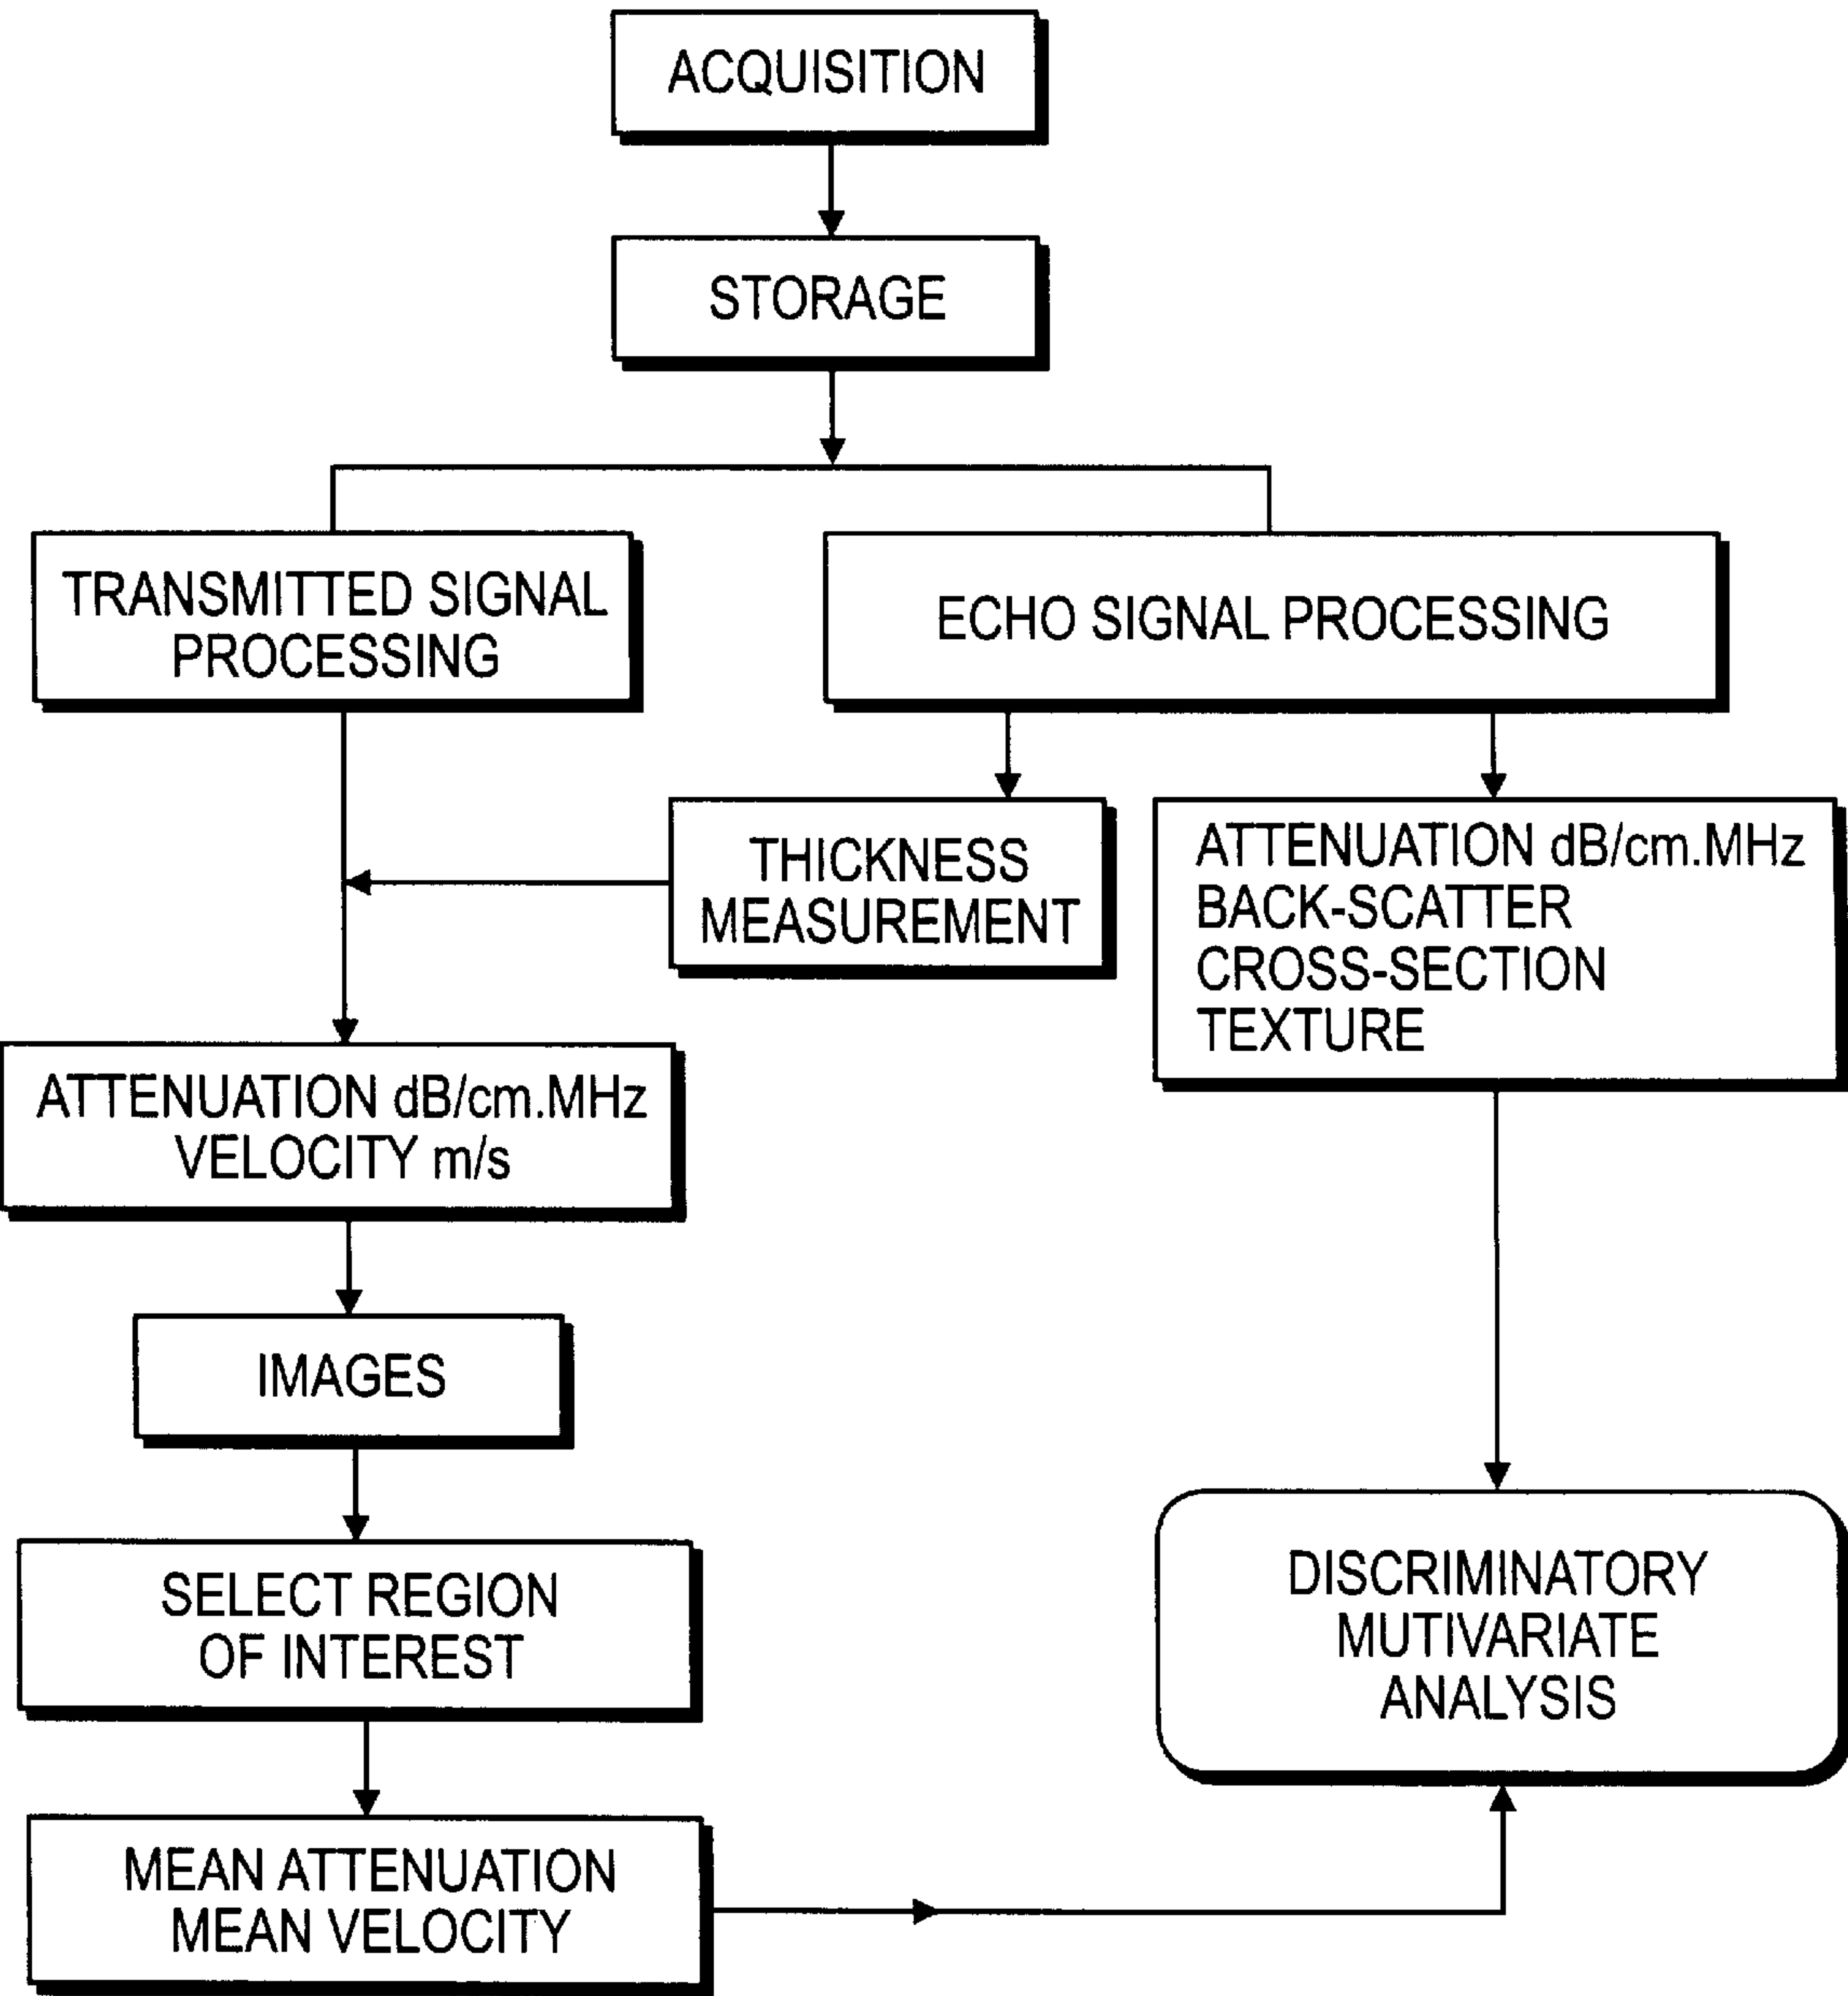 ACQUISITION
STORAGE
TRANSMITTED SIGNAL
PROCESSING
ECHO SIGNAL PROCESSING
THICKNESS
MEASUREMENT
ATTENUATION dB/cm.MHz
BACK-SCATTER
CROSS-SECTION
TEXTURE
ATTENUATION dB/cm.MHz
VELOCITY m/s
IMAGES
SELECT REGION
OF INTEREST
DISCRIMINATORY
MUTIVARIATE
ANALYSIS
MEAN ATTENUATION
MEAN VELOCITY